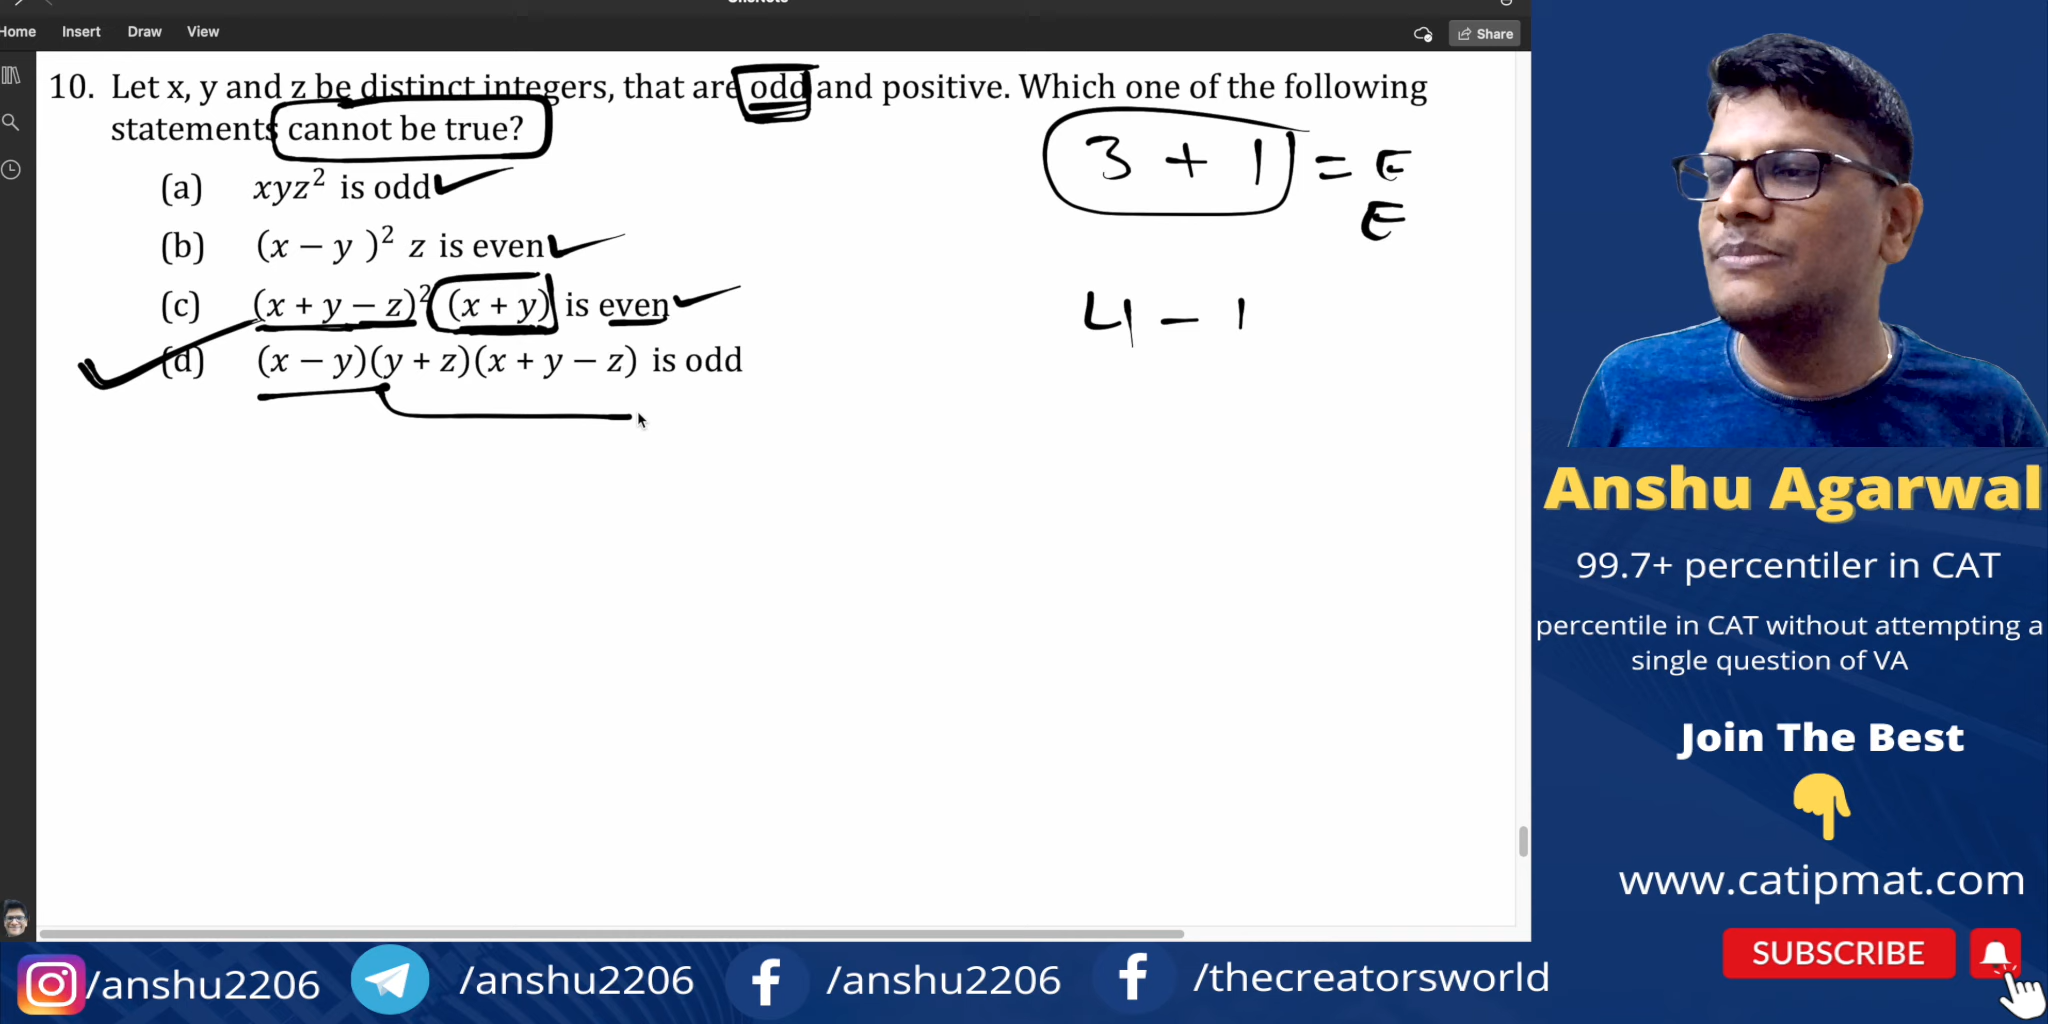 Home Insert Draw View
Share
10. Let x, y and z be distinct integers, that are odd and positive. Which one of the following
statements cannot be true?
(a) xyz² is odd
(b) (x − y )² z is even
(c) (x + y − z)² (x + y) is even
(d) (x − y)(y + z)(x + y − z) is odd
3 + 1 = E
E
4 − 1
Anshu Agarwal
99.7+ percentiler in CAT
percentile in CAT without attempting a
single question of VA
Join The Best
www.catipmat.com
SUBSCRIBE
/anshu2206 /anshu2206 /anshu2206 /thecreatorsworld